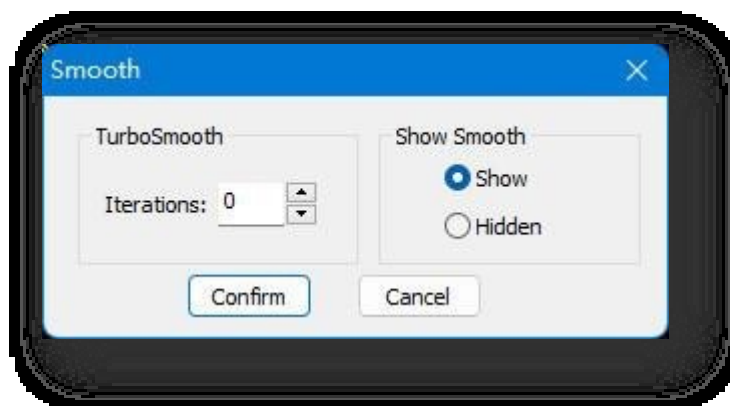 Smooth
TurboSmooth
Iterations: 0
Show Smooth
Show
Hidden
Confirm
Cancel